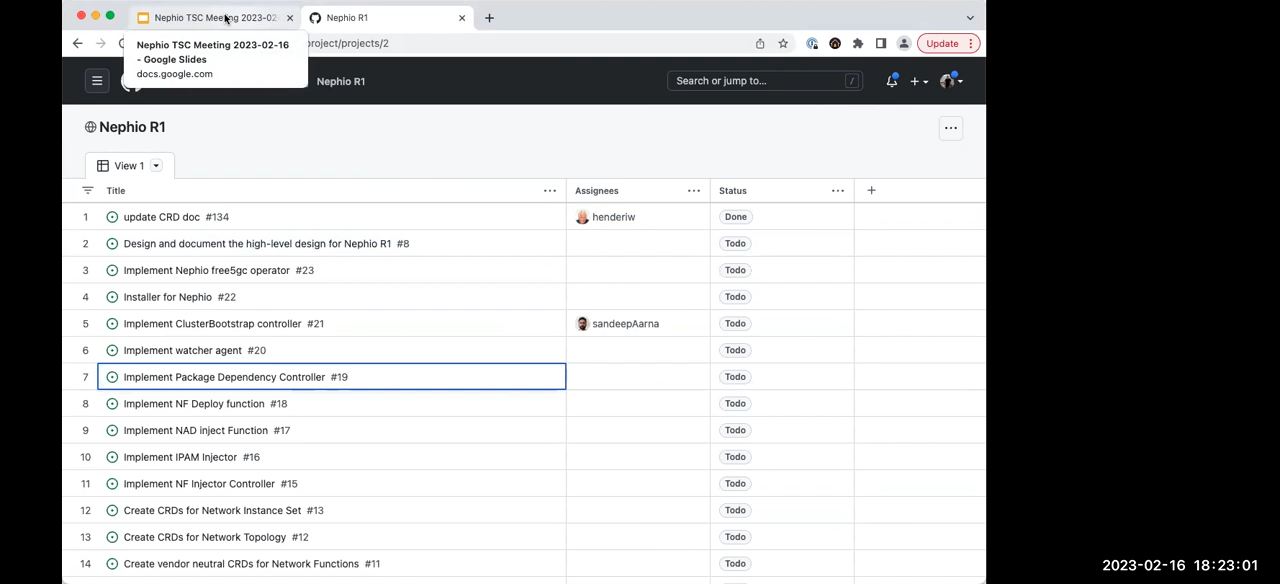 Nephio TSC Meeting 2023-02
Nephio R1
Nephio TSC Meeting 2023-02-16
- Google Slides
docs.google.com
project/projects/2
Update
Nephio R1
Search or jump to...
/
Nephio R1
View 1
Title
Assignees
Status
1 update CRD doc #134 henderiw Done
2 Design and document the high-level design for Nephio R1 #8 Todo
3 Implement Nephio free5gc operator #23 Todo
4 Installer for Nephio #22 Todo
5 Implement ClusterBootstrap controller #21 sandeepAarna Todo
6 Implement watcher agent #20 Todo
7 Implement Package Dependency Controller #19 Todo
8 Implement NF Deploy function #18 Todo
9 Implement NAD inject Function #17 Todo
10 Implement IPAM Injector #16 Todo
11 Implement NF Injector Controller #15 Todo
12 Create CRDs for Network Instance Set #13 Todo
13 Create CRDs for Network Topology #12 Todo
14 Create vendor neutral CRDs for Network Functions #11 Todo
2023-02-16 18:23:01